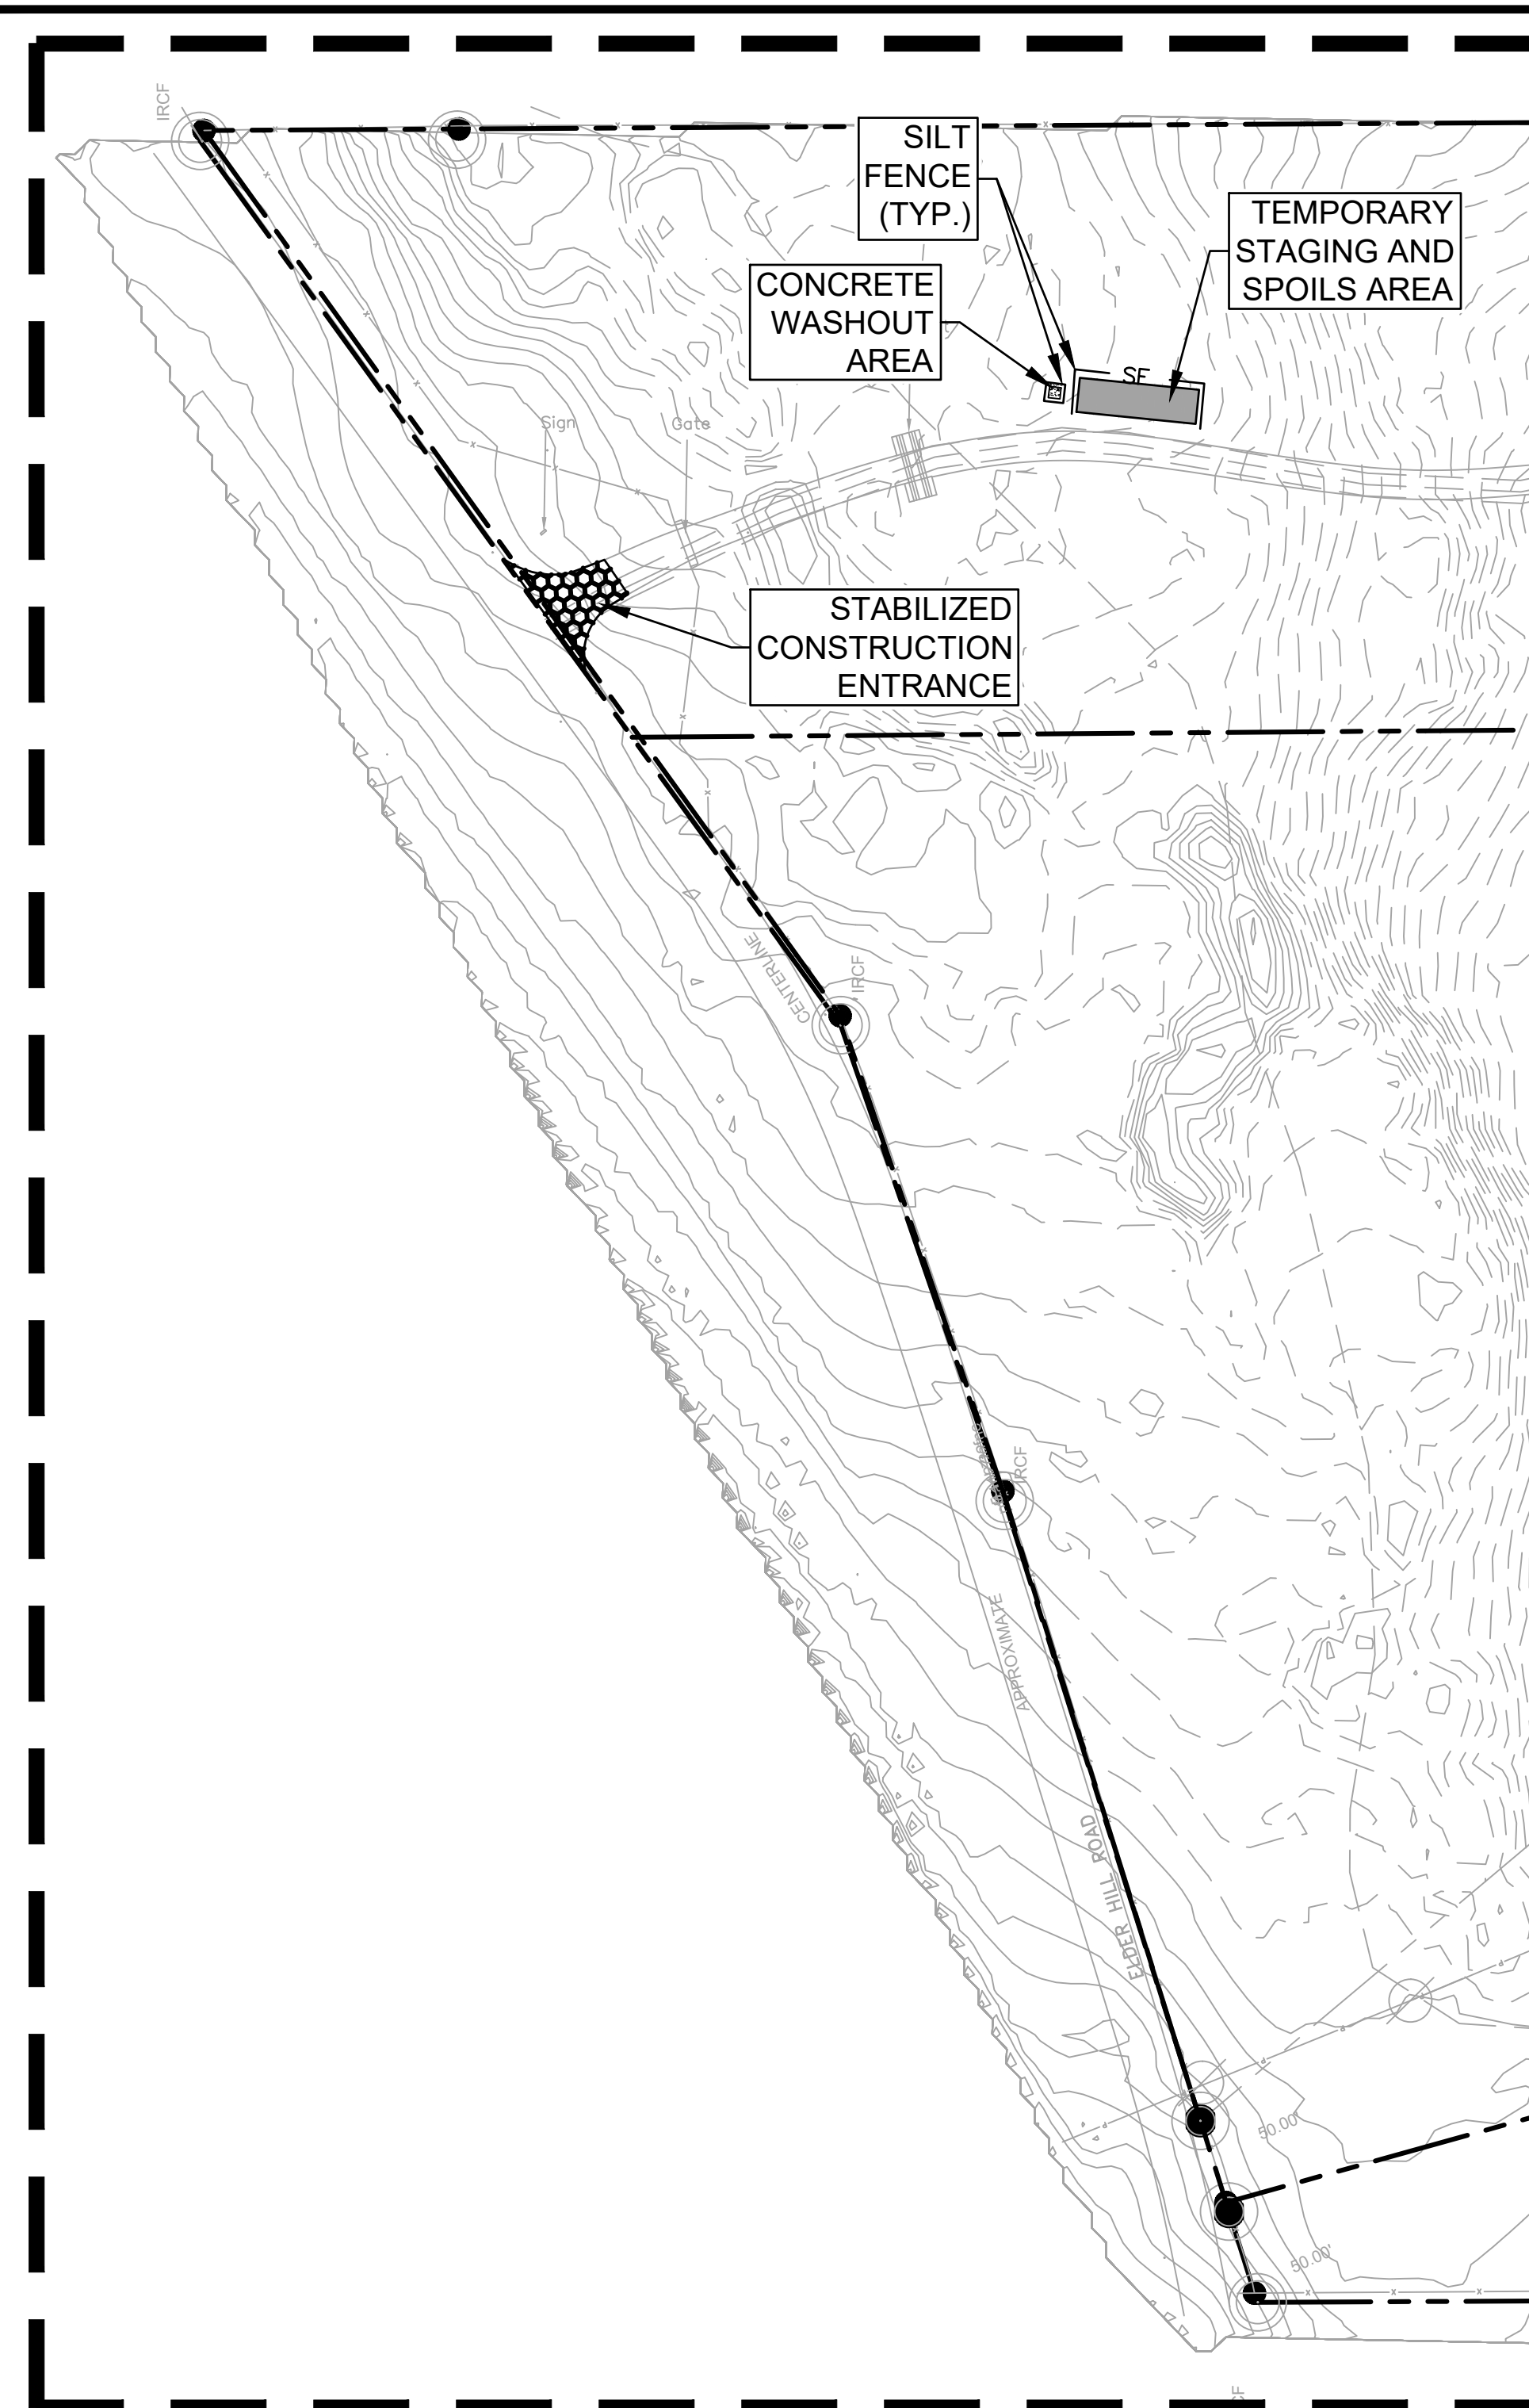 IRCF
SILT
FENCE
(TYP.)
TEMPORARY
STAGING AND
SPOILS AREA
CONCRETE
WASHOUT
AREA
SF
Sign
Gate
STABILIZED
CONSTRUCTION
ENTRANCE
CENTERLINE
IRCF
IRCF
APPROXIMATE
ELDER HILL ROAD
50.00'
50.00'